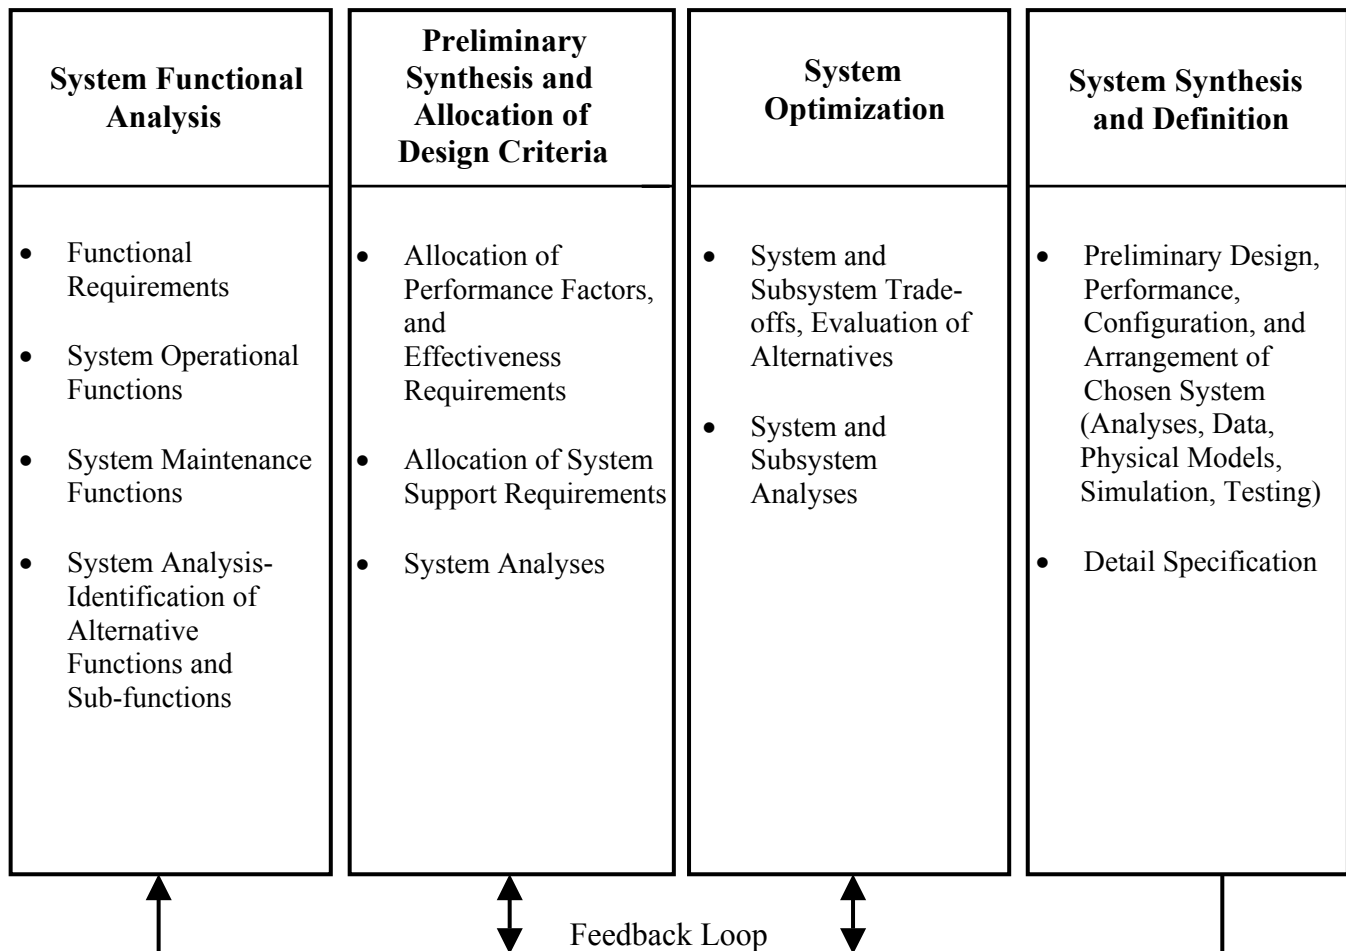 System Functional
Analysis
Functional
Requirements
System Operational
Functions
System Maintenance
Functions
System Analysis-
Identification of
Alternative
Functions and
Sub-functions
Preliminary
Synthesis and
Allocation of
Design Criteria
Allocation of
Performance Factors,
and
Effectiveness
Requirements
Allocation of System
Support Requirements
System Analyses
System
Optimization
System and
Subsystem Trade-
offs, Evaluation of
Alternatives
System and
Subsystem
Analyses
System Synthesis
and Definition
Preliminary Design,
Performance,
Configuration, and
Arrangement of
Chosen System
(Analyses, Data,
Physical Models,
Simulation, Testing)
Detail Specification
Feedback Loop